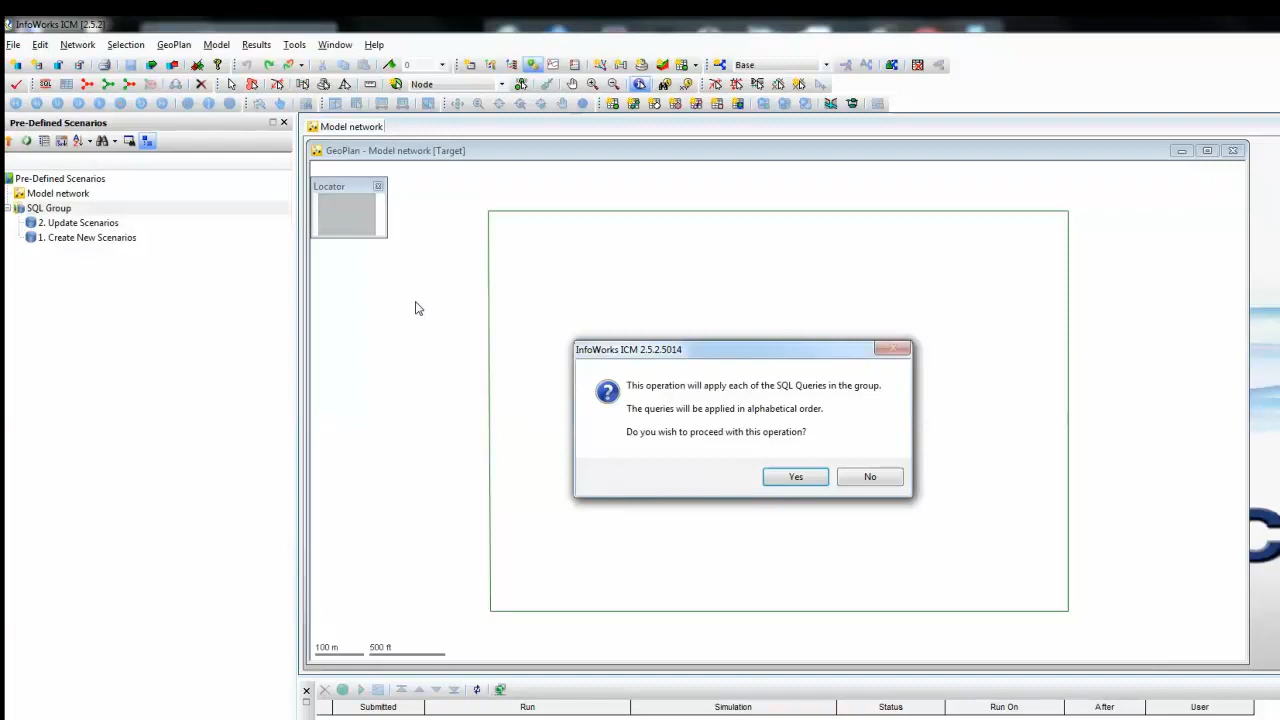 InfoWorks ICM [2.5.2]
File Edit Network Selection GeoPlan Model Results Tools Window Help
0 Base
SQL Node
Pre-Defined Scenarios
Model network
GeoPlan - Model network [Target]
Pre-Defined Scenarios
Model network
SQL Group
2. Update Scenarios
1. Create New Scenarios
Locator
InfoWorks ICM 2.5.2.5014
This operation will apply each of the SQL Queries in the group.
The queries will be applied in alphabetical order.
Do you wish to proceed with this operation?
Yes No
100 m 500 ft
Submitted Run Simulation Status Run On After User